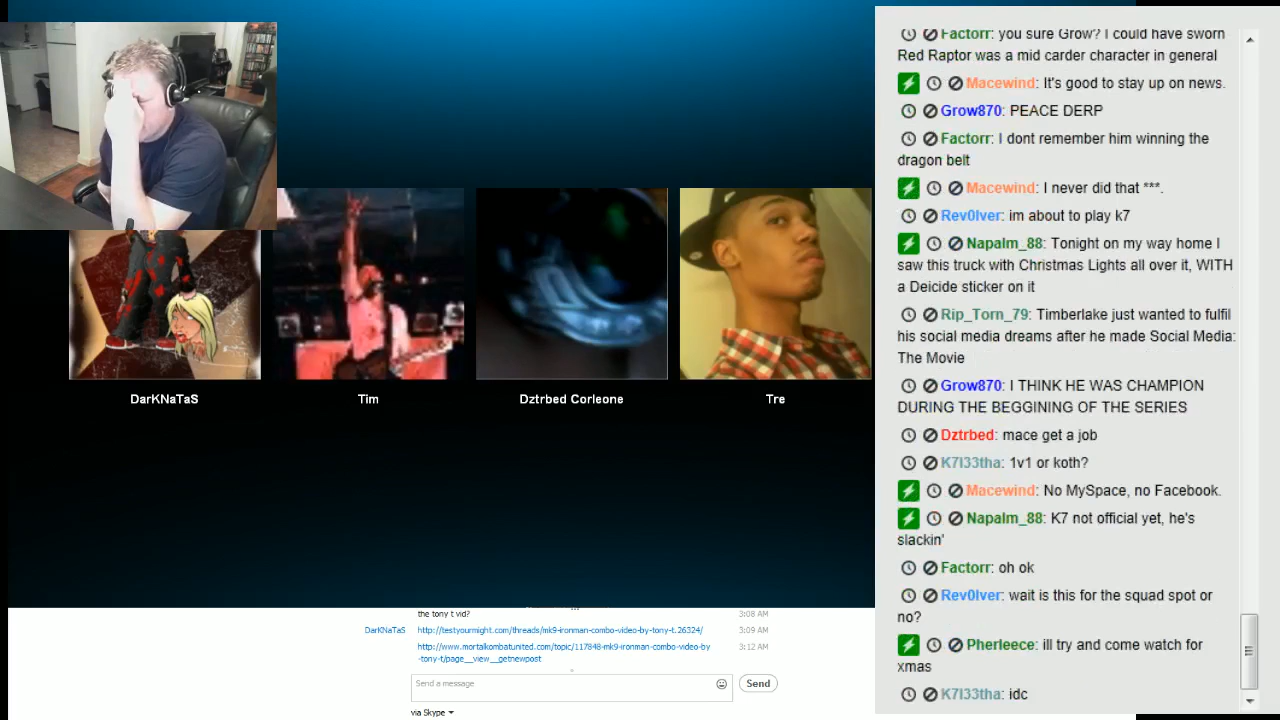 DarKNaTaS
Tim
Dztrbed Corleone
Tre
the tony t vid?
3:08 AM
DarKNaTaS
http://testyourmight.com/threads/mk9-ironman-combo-video-by-tony-t.26324/
3:09 AM
http://www.mortalkombatunited.com/topic/117848-mk9-ironman-combo-video-by
-tony-t/page__view__getnewpost
3:12 AM
Send a message
Send
via Skype
Factorr: you sure Grow? I could have sworn
Red Raptor was a mid carder character in general
Macewind: It's good to stay up on news.
Grow870: PEACE DERP
Factorr: I dont remember him winning the
dragon belt
Macewind: I never did that ***.
Rev0lver: im about to play k7
Napalm_88: Tonight on my way home I
saw this truck with Christmas Lights all over it, WITH
a Deicide sticker on it
Rip_Torn_79: Timberlake just wanted to fulfil
his social media dreams after he made Social Media:
The Movie
Grow870: I THINK HE WAS CHAMPION
DURING THE BEGGINING OF THE SERIES
Dztrbed: mace get a job
K7l33tha: 1v1 or koth?
Macewind: No MySpace, no Facebook.
Napalm_88: K7 not official yet, he's
slackin'
Factorr: oh ok
Rev0lver: wait is this for the squad spot or
no?
Pherleece: ill try and come watch for
xmas
K7l33tha: idc